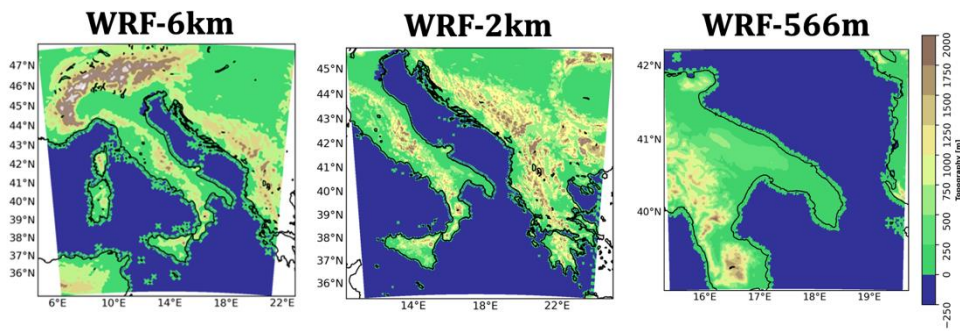 WRF-6km
WRF-2km
WRF-566m
47°N
46°N
45°N
44°N
43°N
42°N
41°N
40°N
39°N
38°N
37°N
36°N
6°E 10°E 14°E 18°E 22°E
45°N
44°N
43°N
42°N
41°N
40°N
39°N
38°N
37°N
36°N
14°E 18°E 22°E
42°N
41°N
40°N
16°E 17°E 18°E 19°E
2000
1750
1500
1250
1000
750
500
250
0
−250
Topography [m]